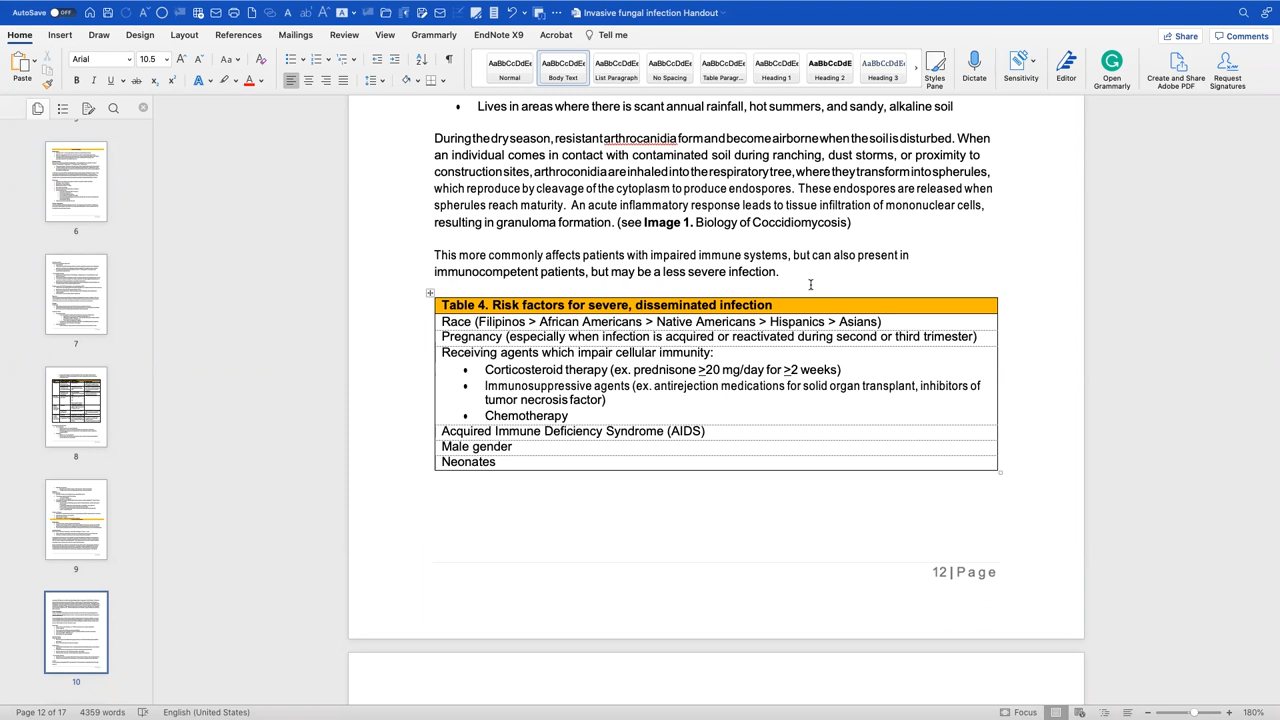 AutoSave OFF
Invasive fungal infection Handout
Home Insert Draw Design Layout References Mailings Review View Grammarly EndNote X9 Acrobat Tell me
Share Comments
Paste
Arial 10.5
AaBbCcDdEe AaBbCcDdEe AaBbCcDdEe AaBbCcDdEe AaBbCcDdEe AaBbCcDdEe AaBbCcDdEe AaBbCcDdEe
Normal Body Text List Paragraph No Spacing Table Paragr... Heading 1 Heading 2 Heading 3
Styles Pane
Dictate
Sensitivity
Editor
Open Grammarly
Create and Share Adobe PDF
Request Signatures
6
7
8
9
10
• Lives in areas where there is scant annual rainfall, hot summers, and sandy, alkaline soil
During the dry season, resistant arthrocanidia form and become airborne when the soil is disturbed. When
an individual comes in contact with contaminated soil during ranching, dust storms, or proximity to
construction sites, arthroconidia are inhaled into the respiratory tree, where they transform into spherules,
which reproduce by cleavage of the cytoplasm to produce endospores. These endospores are released when
spherules reach maturity. An acute inflammatory response leads to tissue infiltration of mononuclear cells,
resulting in granuloma formation. (see Image 1. Biology of Coccidiomycosis)
This most commonly affects patients with impaired immune systems, but can also present in
immunocompetent patients, but may be a less severe infection.
Table 4. Risk factors for severe, disseminated infection
Race (Filipinos > African Americans > Native Americans > Hispanics > Asians)
Pregnancy (especially when infection is acquired or reactivated during second or third trimester)
Receiving agents which impair cellular immunity:
• Corticosteroid therapy (ex. prednisone >20 mg/day for >2 weeks)
• Immunosuppressive agents (ex. antirejection medications for solid organ transplant, inhibitors of
tumor necrosis factor)
• Chemotherapy
Acquired Immune Deficiency Syndrome (AIDS)
Male gender
Neonates
12 | Page
Page 12 of 17 4359 words English (United States) Focus 180%